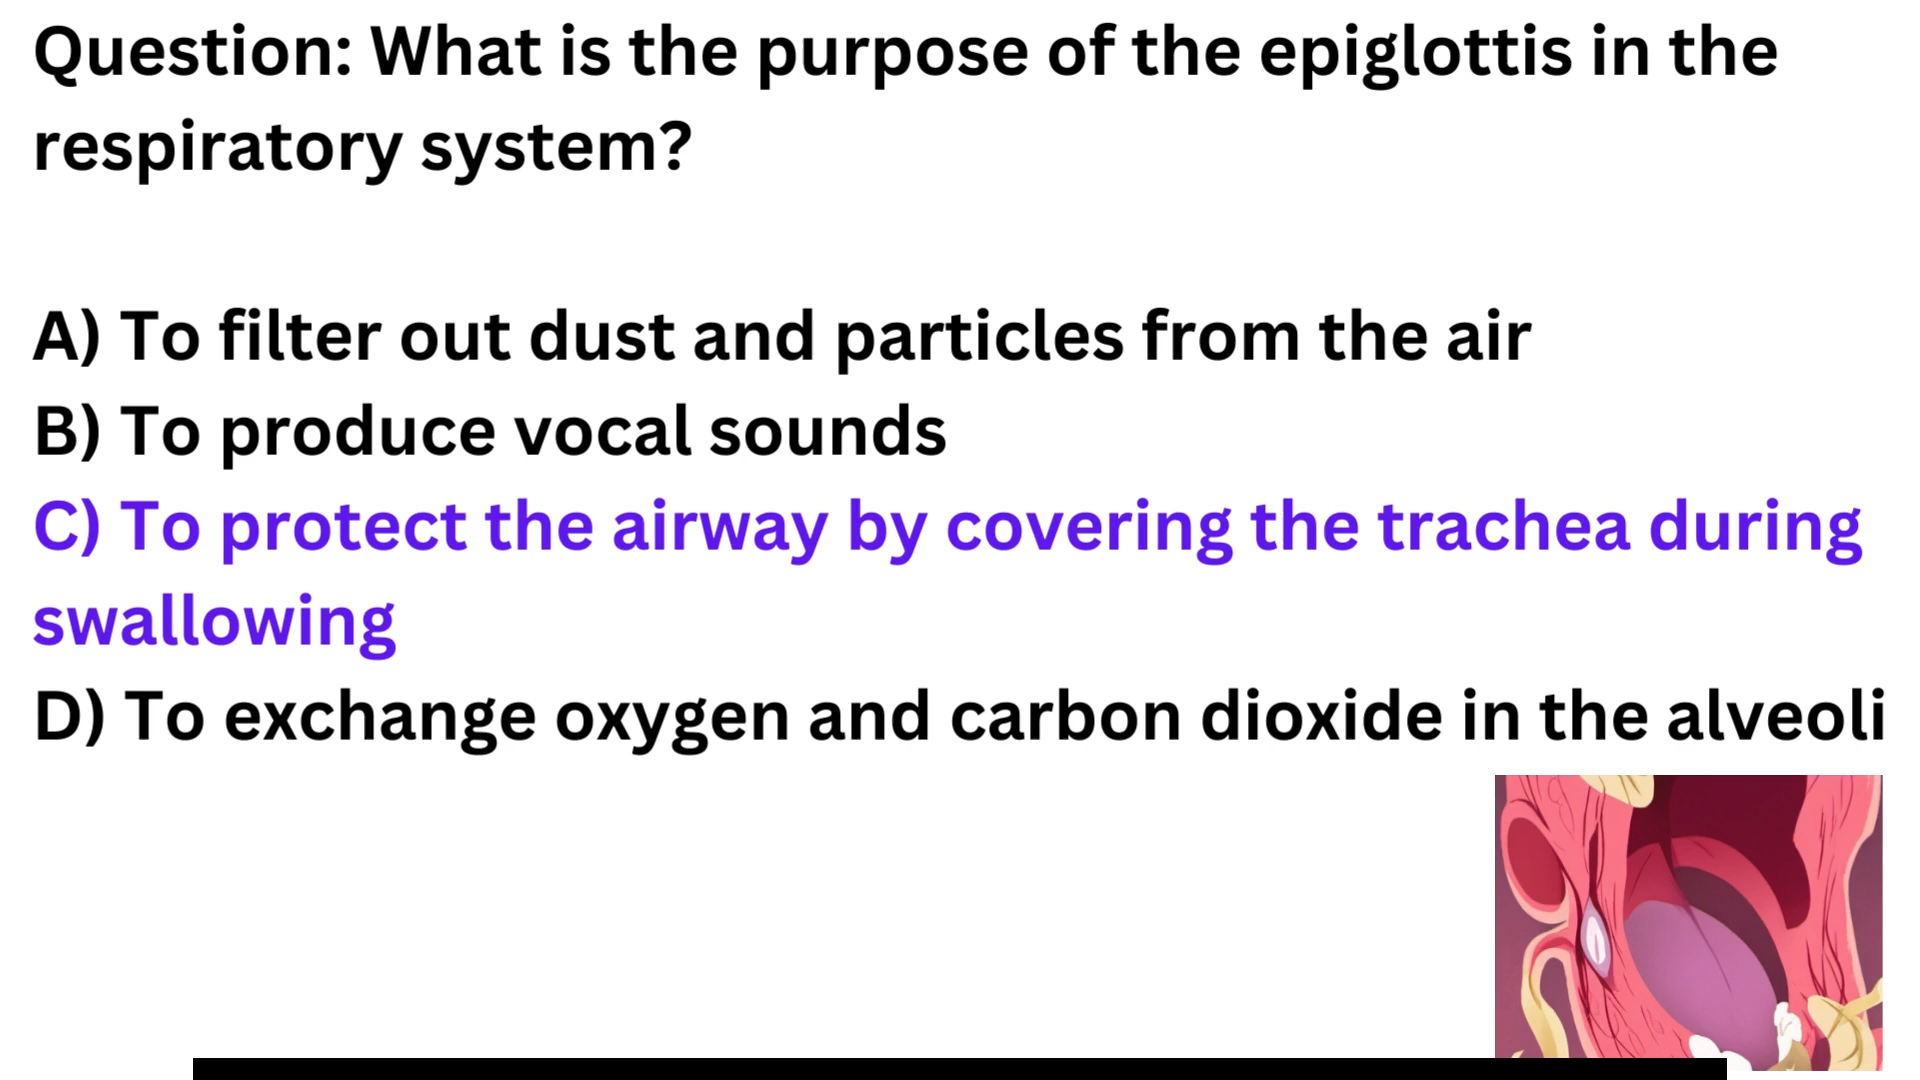 Question: What is the purpose of the epiglottis in the
respiratory system?
A) To filter out dust and particles from the air
B) To produce vocal sounds
C) To protect the airway by covering the trachea during
swallowing
D) To exchange oxygen and carbon dioxide in the alveoli